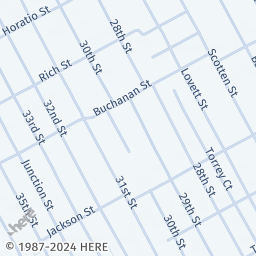 Horatio St
28th St
30th St
Rich St
Scotten St
Buchanan St
Lovett St
32nd St
33rd St
Junction St
35th St
Jackson St
31st St
Torrey Ct
28th St
29th St
30th St
here
© 1987-2024 HERE